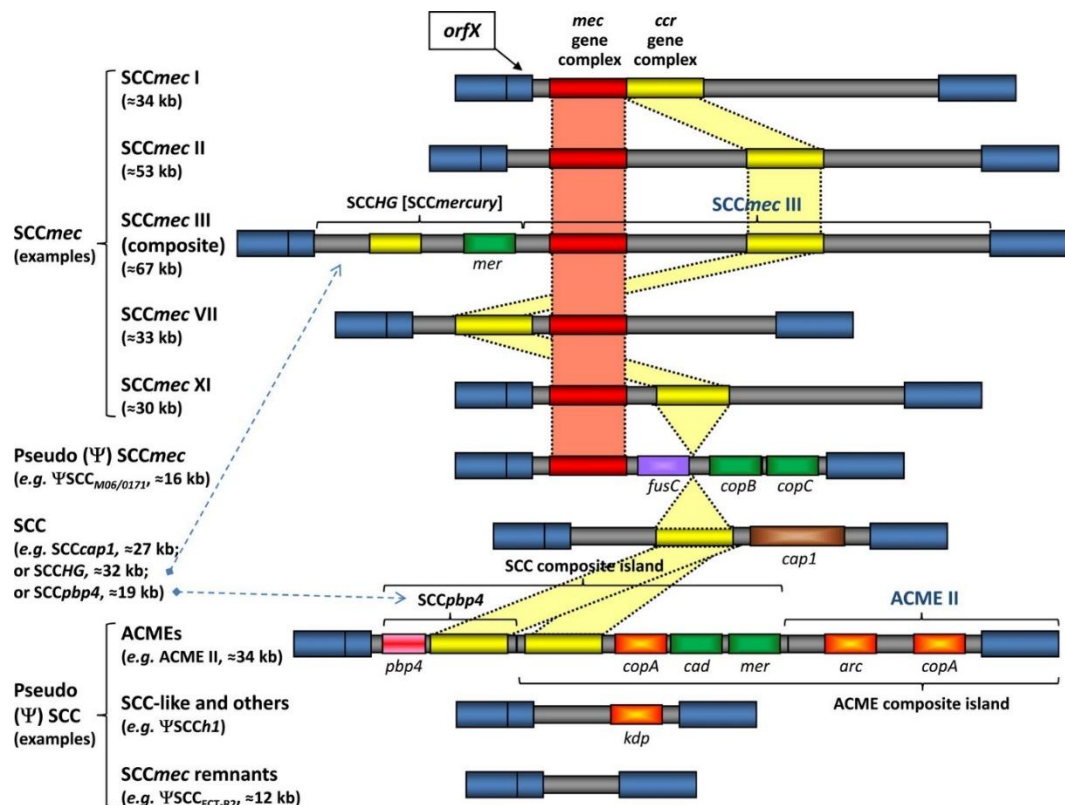 orfX
mec
gene
complex
ccr
gene
complex
SCCmec I
(≈34 kb)
SCCmec II
(≈53 kb)
SCCHG [SCCmercury]
SCCmec III
SCCmec
(examples)
SCCmec III
(composite)
(≈67 kb)
mer
SCCmec VII
(≈33 kb)
SCCmec XI
(≈30 kb)
Pseudo (Ψ) SCCmec
(e.g. ΨSCCM06/0171, ≈16 kb)
fusC
copB
copC
SCC
(e.g. SCCcap1, ≈27 kb;
or SCCHG, ≈32 kb;
or SCCpbp4, ≈19 kb)
cap1
SCC composite island
SCCpbp4
ACME II
ACMEs
(e.g. ACME II, ≈34 kb)
pbp4
copA
cad
mer
arc
copA
ACME composite island
Pseudo
(Ψ) SCC
(examples)
SCC-like and others
(e.g. ΨSCCh1)
kdp
SCCmec remnants
(e.g. ΨSCCECT-R2, ≈12 kb)